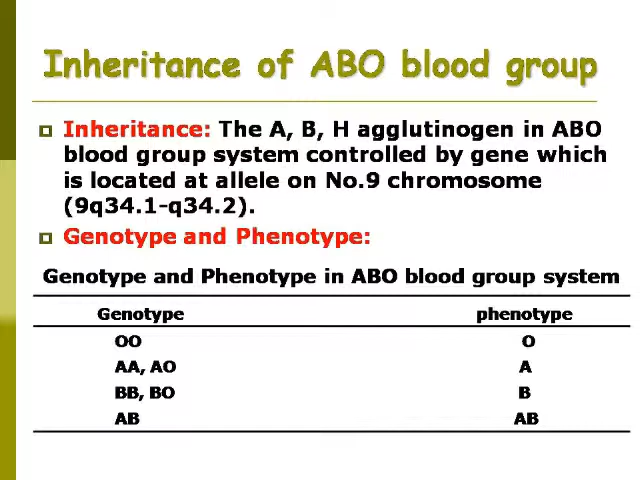 Inheritance of ABO blood group
Inheritance: The A, B, H agglutinogen in ABO
blood group system controlled by gene which
is located at allele on No.9 chromosome
(9q34.1-q34.2).
Genotype and Phenotype:
Genotype and Phenotype in ABO blood group system
Genotype phenotype
OO O
AA, AO A
BB, BO B
AB AB